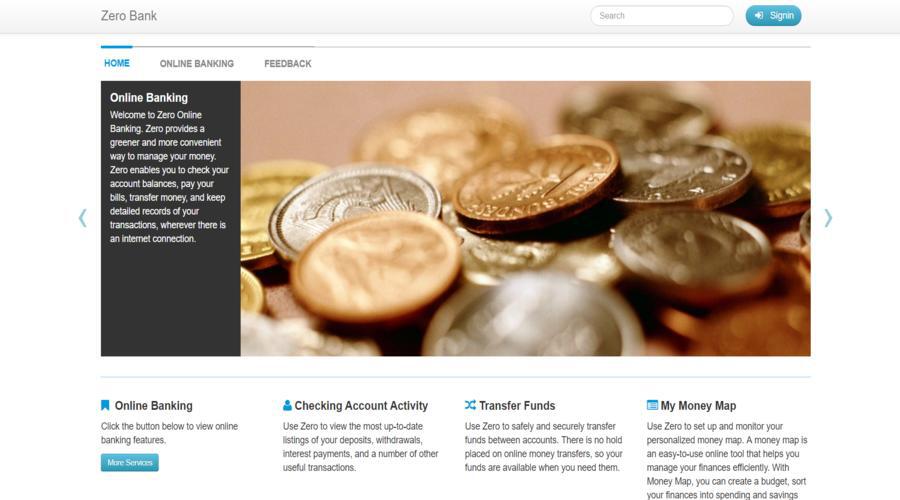 Zero Bank
Search
Signin
HOME
ONLINE BANKING
FEEDBACK
Online Banking
Welcome to Zero Online
Banking. Zero provides a
greener and more convenient
way to manage your money.
Zero enables you to check your
account balances, pay your
bills, transfer money, and keep
detailed records of your
transactions, wherever there is
an internet connection.
Online Banking
Click the button below to view online
banking features.
More Services
Checking Account Activity
Use Zero to view the most up-to-date
listings of your deposits, withdrawals,
interest payments, and a number of other
useful transactions.
Transfer Funds
Use Zero to safely and securely transfer
funds between accounts. There is no hold
placed on online money transfers, so your
funds are available when you need them.
My Money Map
Use Zero to set up and monitor your
personalized money map. A money map is
an easy-to-use online tool that helps you
manage your finances efficiently. With
Money Map, you can create a budget, sort
your finances into spending and savings